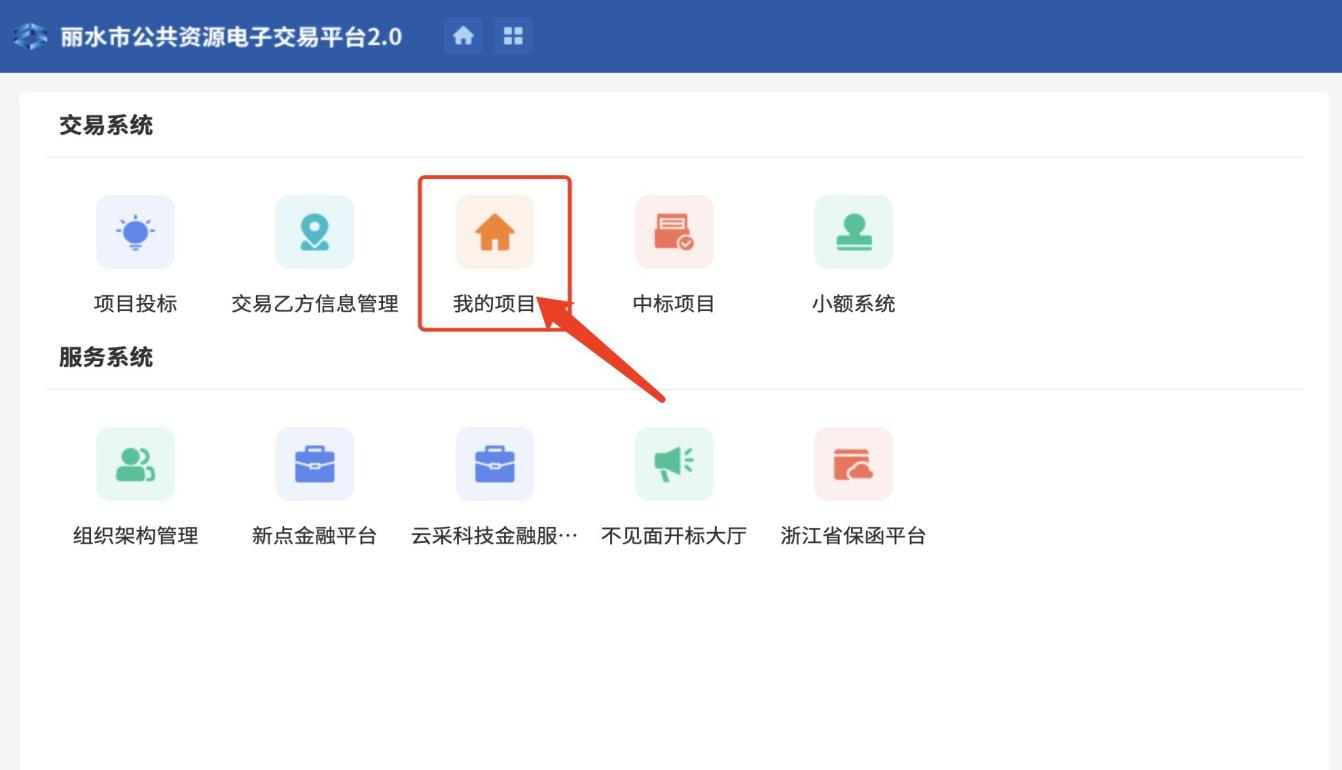 丽水市公共资源电子交易平台2.0
交易系统
项目投标 交易乙方信息管理 我的项目 中标项目 小额系统
服务系统
组织架构管理 新点金融平台 云采科技金融服… 不见面开标大厅 浙江省保函平台